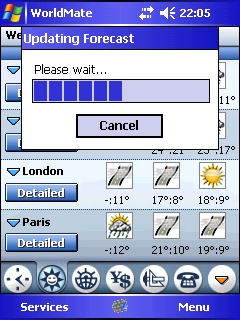 WorldMate 22:05
Updating Forecast
Please wait...
Cancel
London
Detailed
-:11° 17°:8° 18°:9°
Paris
Detailed
-:12° 21°:10° 19°:9°
Services Menu